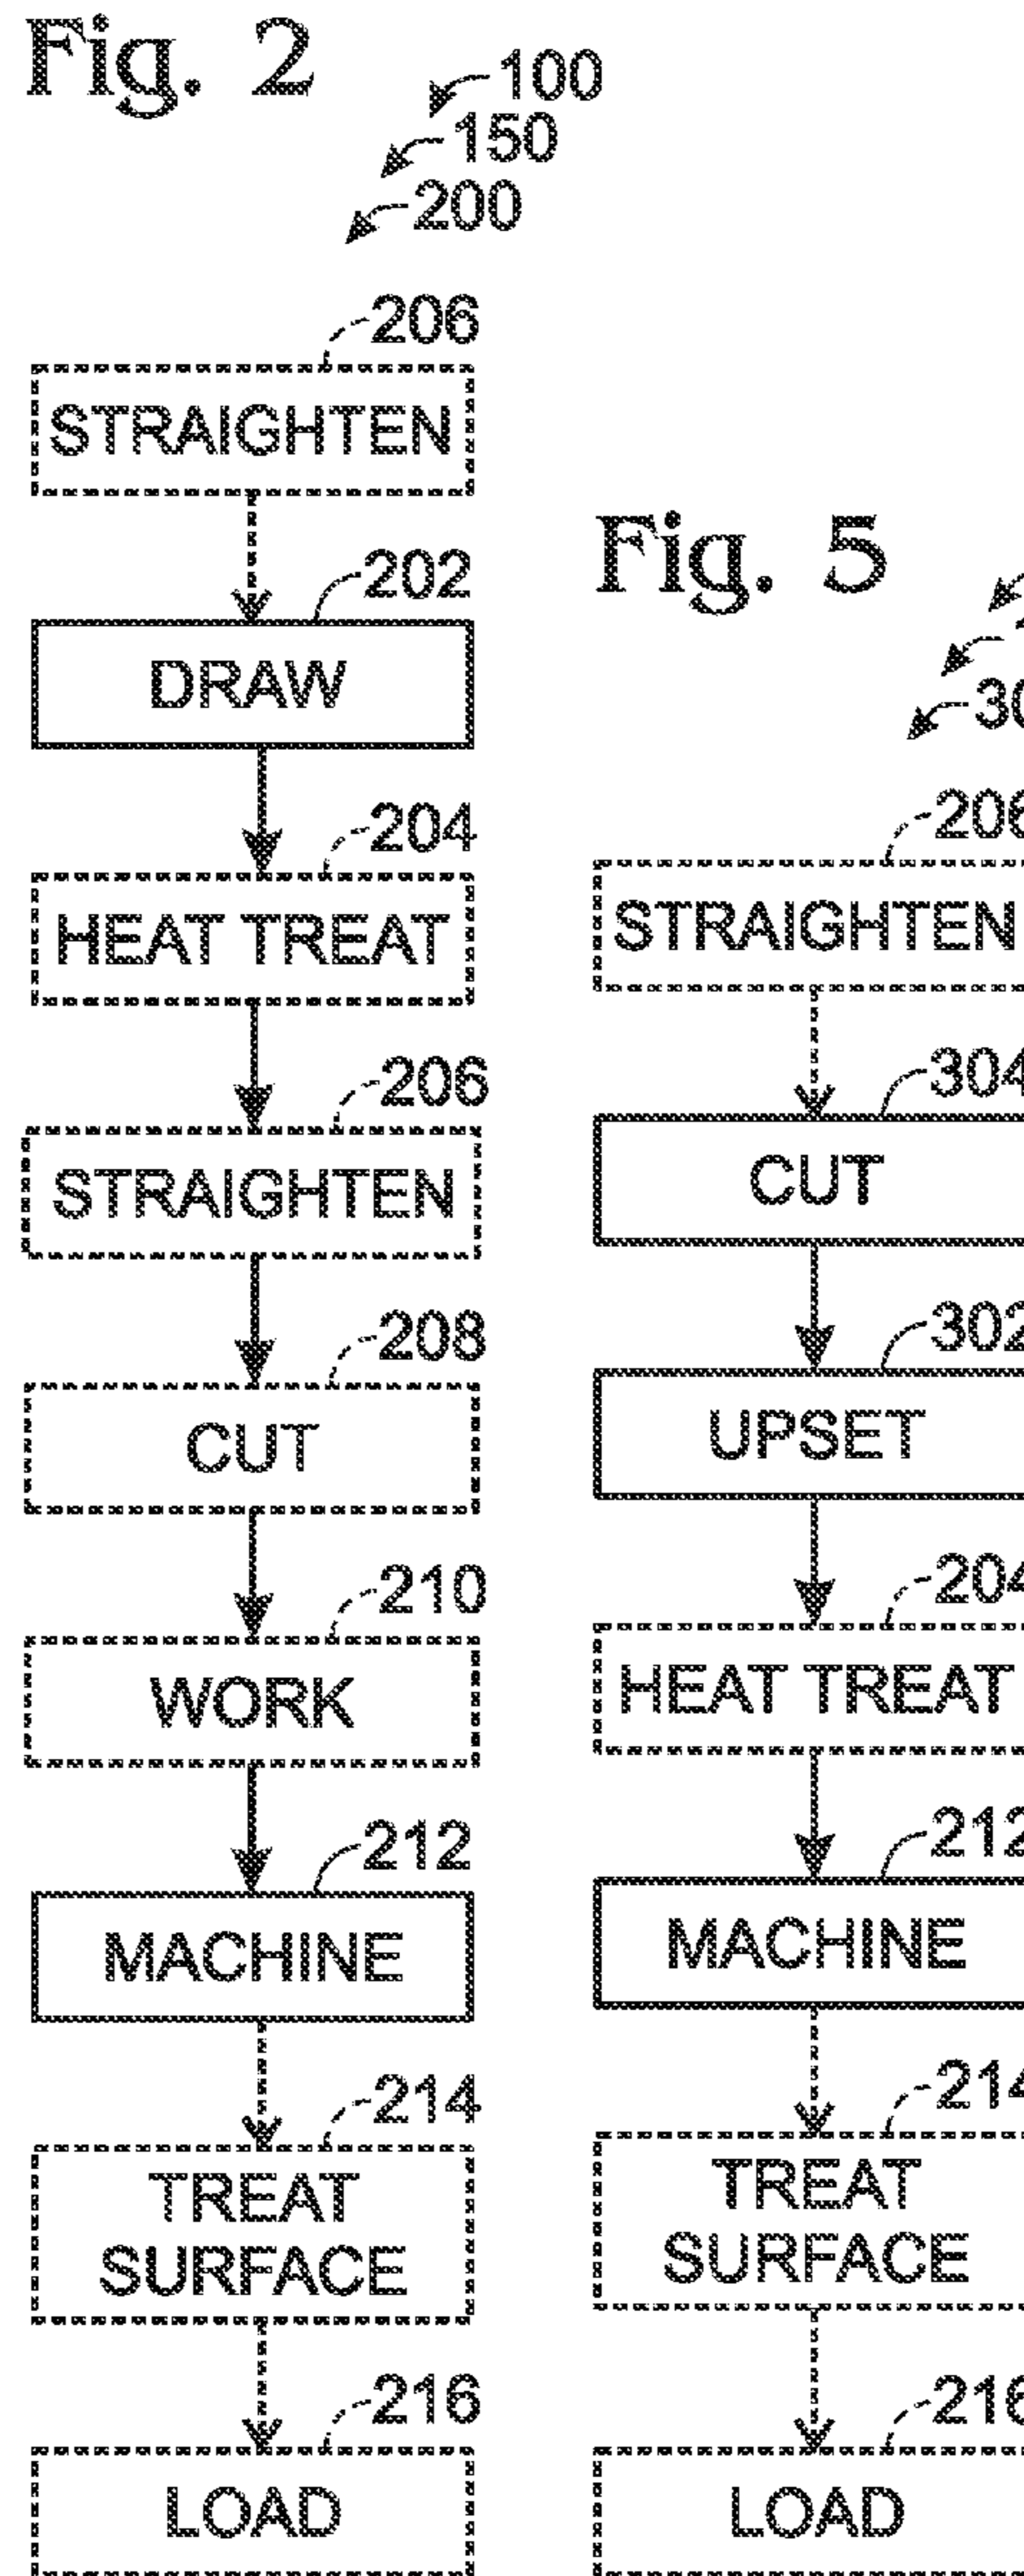 Fig. 2
100
150
200
206
STRAIGHTEN
202
DRAW
204
HEAT TREAT
206
STRAIGHTEN
208
CUT
210
WORK
212
MACHINE
214
TREAT
SURFACE
216
LOAD
Fig. 5
206
STRAIGHTEN
304
CUT
302
UPSET
204
HEAT TREAT
212
MACHINE
214
TREAT
SURFACE
216
LOAD